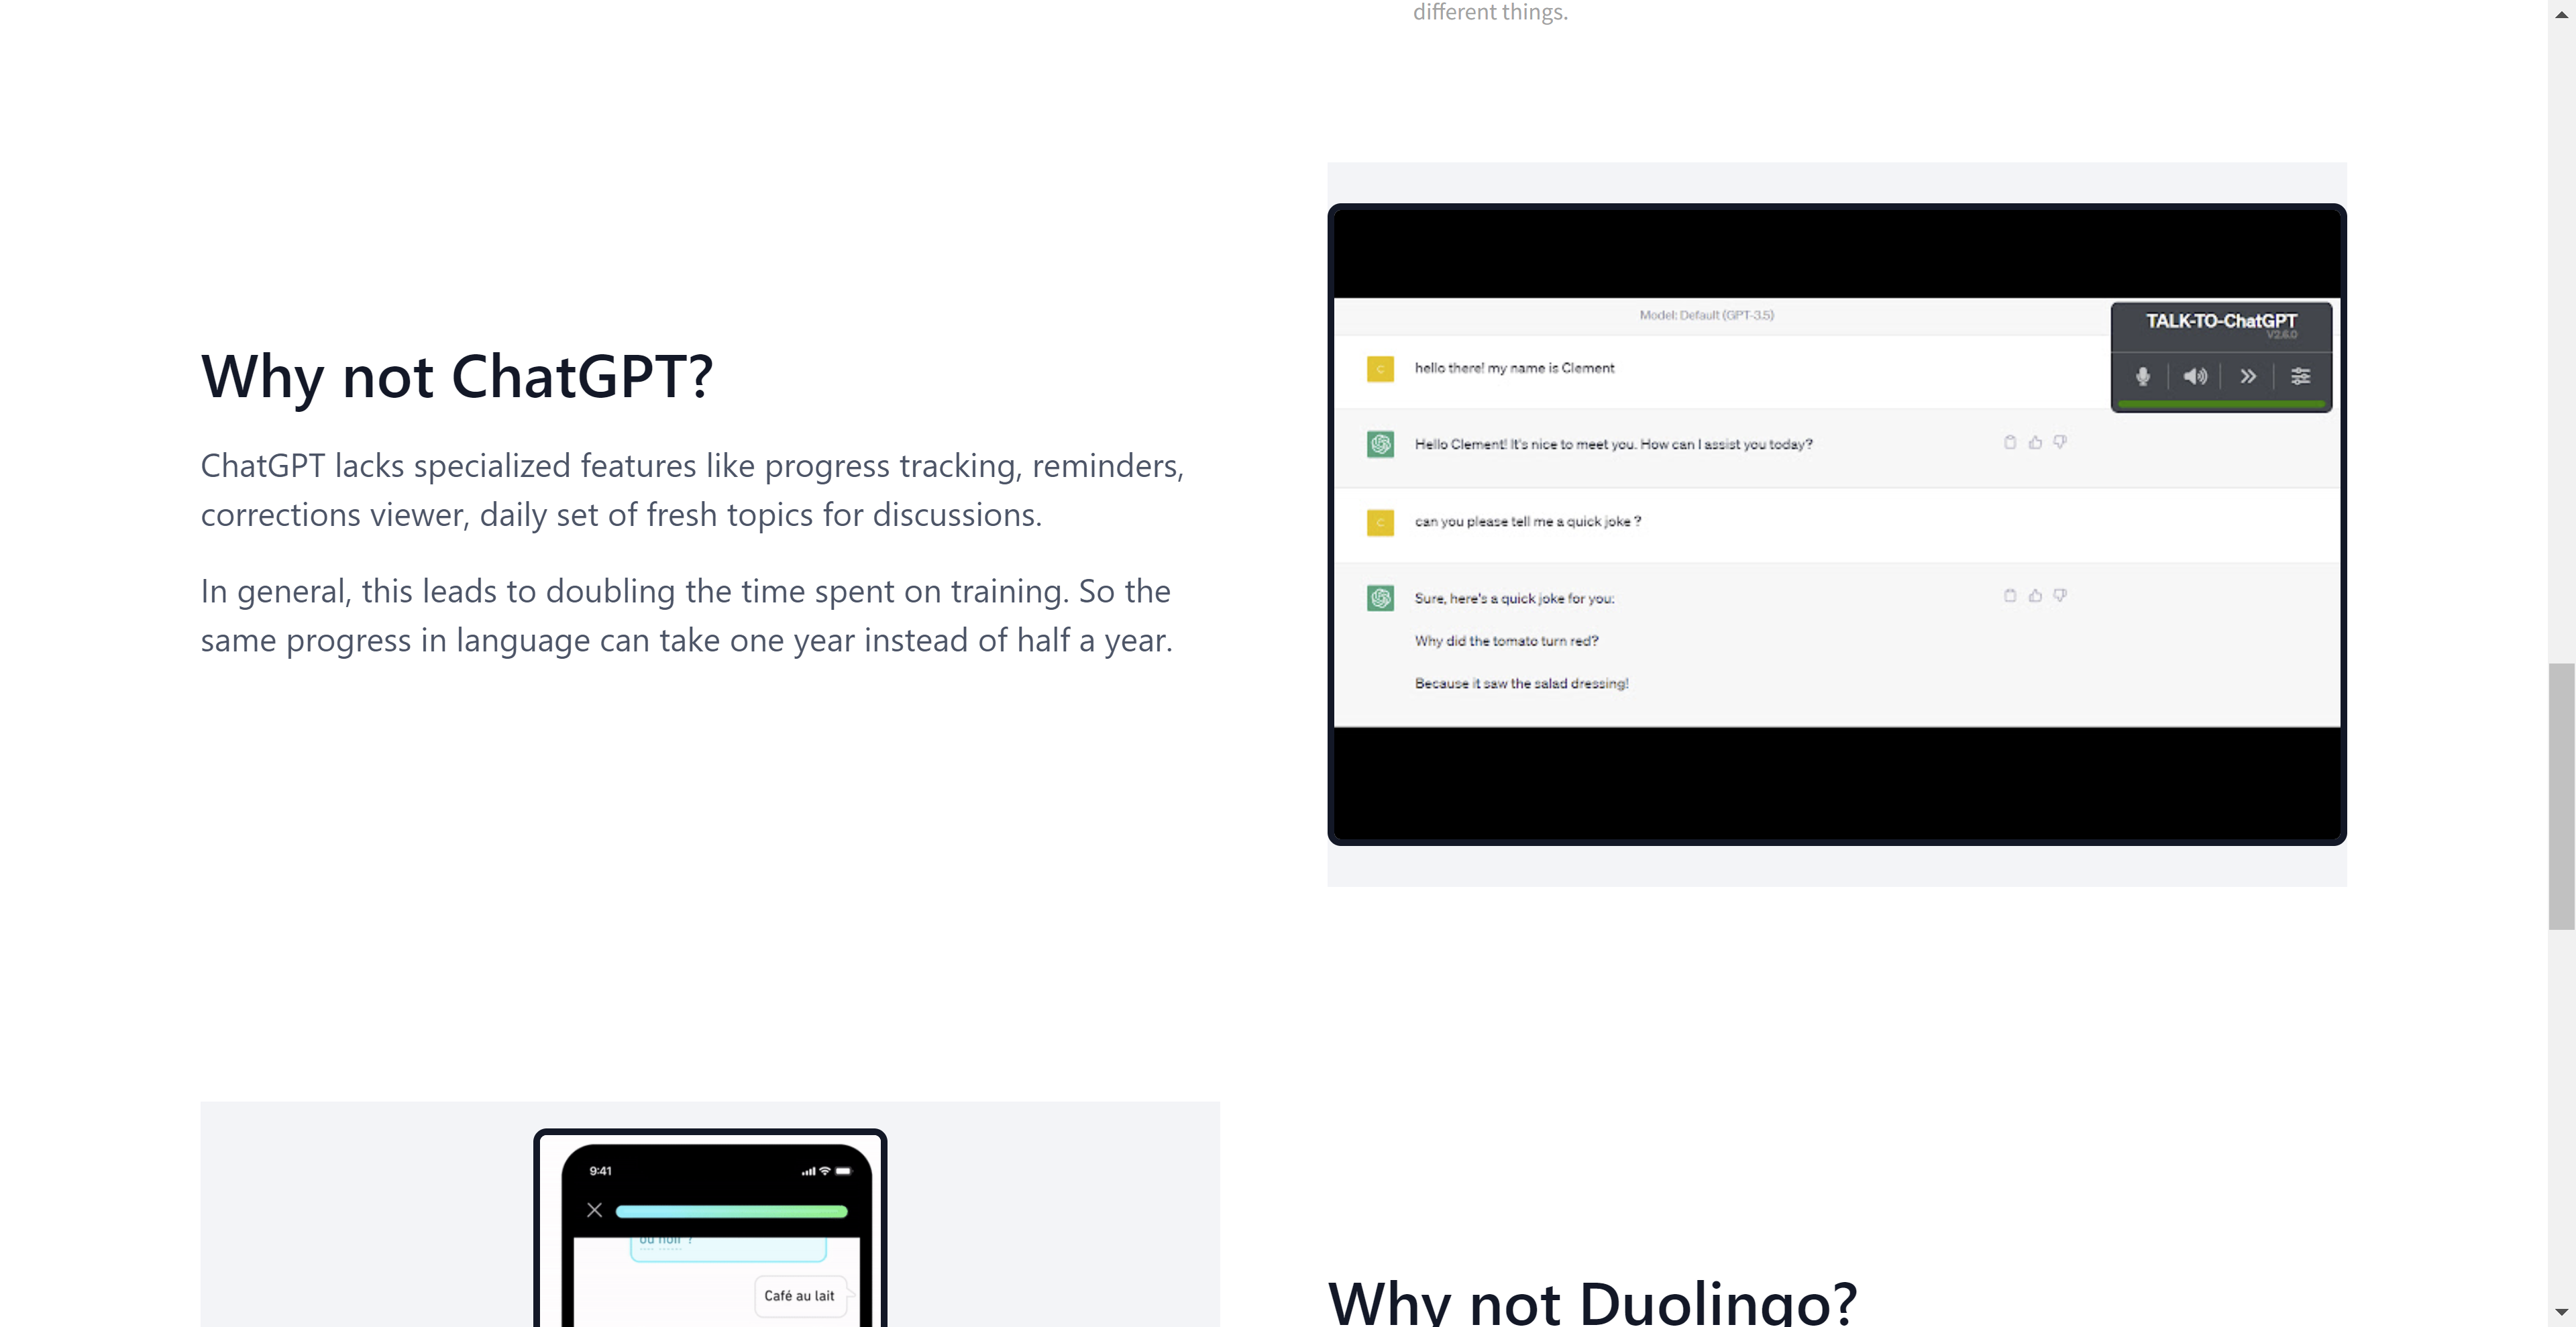 different things.
Why not ChatGPT?
ChatGPT lacks specialized features like progress tracking, reminders,
corrections viewer, daily set of fresh topics for discussions.
In general, this leads to doubling the time spent on training. So the
same progress in language can take one year instead of half a year.
Model: Default (GPT-3.5)
TALK-TO-ChatGPT
V2.6.0
C
hello there! my name is Clement
Hello Clement! It's nice to meet you. How can I assist you today?
C
can you please tell me a quick joke ?
Sure, here's a quick joke for you:
Why did the tomato turn red?
Because it saw the salad dressing!
9:41
ou noir ?
Café au lait
Why not Duolingo?